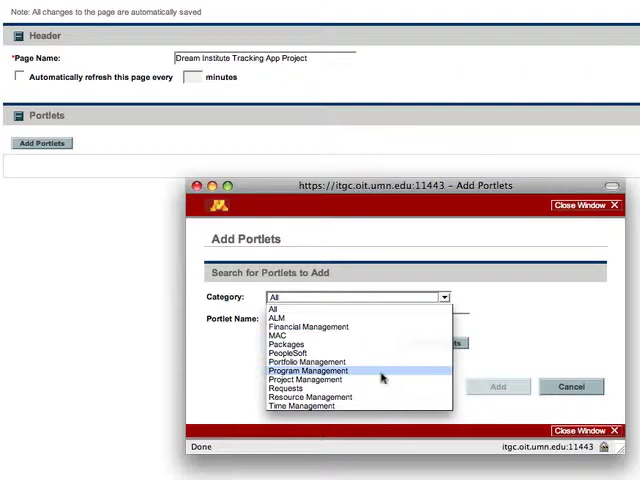 Note: All changes to the page are automatically saved
Header
*Page Name: Dream Institute Tracking App Project
Automatically refresh this page every minutes
Portlets
Add Portlets
https://itgc.oit.umn.edu:11443 – Add Portlets
M
Close Window X
Add Portlets
Search for Portlets to Add
Category: All
All
ALM
Portlet Name:
Financial Management
MAC
Packages
PeopleSoft
Portfolio Management
Program Management
Project Management
Requests
Resource Management
Time Management
Add Cancel
Close Window X
Done itgc.oit.umn.edu:11443